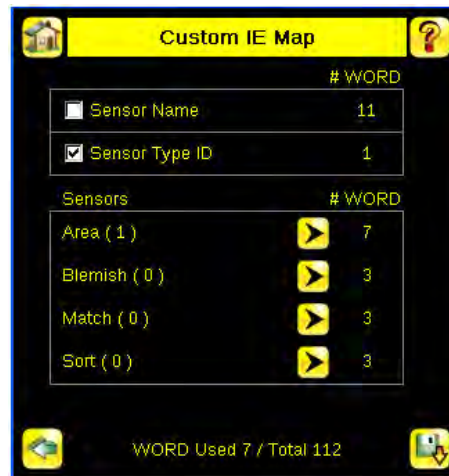 Custom IE Map
# WORD
Sensor Name 11
Sensor Type ID 1
Sensors # WORD
Area ( 1 ) 7
Blemish ( 0 ) 3
Match ( 0 ) 3
Sort ( 0 ) 3
WORD Used 7 / Total 112